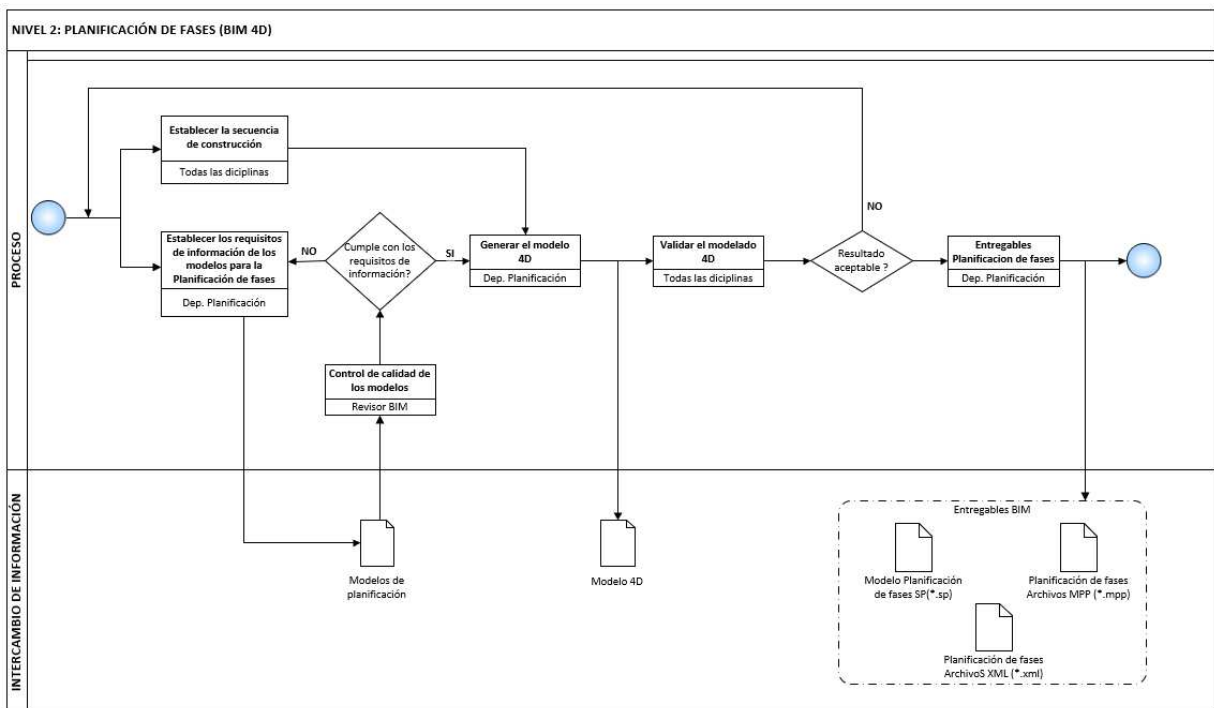 NIVEL 2: PLANIFICACIÓN DE FASES (BIM 4D)
PROCESO
Establecer la secuencia
de construcción
Todas las diciplinas
Establecer los requisitos
de información de los
modelos para la
Planificación de fases
Dep. Planificación
NO
Cumple con los
requisitos de
información?
SI
Generar el modelo
4D
Dep. Planificación
Validar el modelado
4D
Todas las diciplinas
NO
Resultado
aceptable ?
Entregables
Planificacion de fases
Dep. Planificación
Control de calidad de
los modelos
Revisor BIM
INTERCAMBIO DE INFORMACIÓN
Modelos de
planificación
Modelo 4D
Entregables BIM
Modelo Planificación
de fases SP(*.sp)
Planificación de fases
Archivos MPP (*.mpp)
Planificación de fases
ArchivoS XML (*.xml)